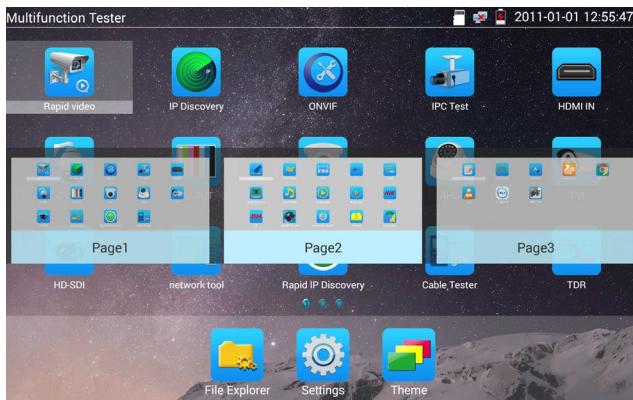 Multifunction Tester
2011-01-01 12:55:47
Rapid video
IP Discovery
ONVIF
IPC Test
HDMI IN
Page1
Page2
Page3
HD-SDI
network tool
Rapid IP Discovery
Cable Tester
TDR
File Explorer
Settings
Theme